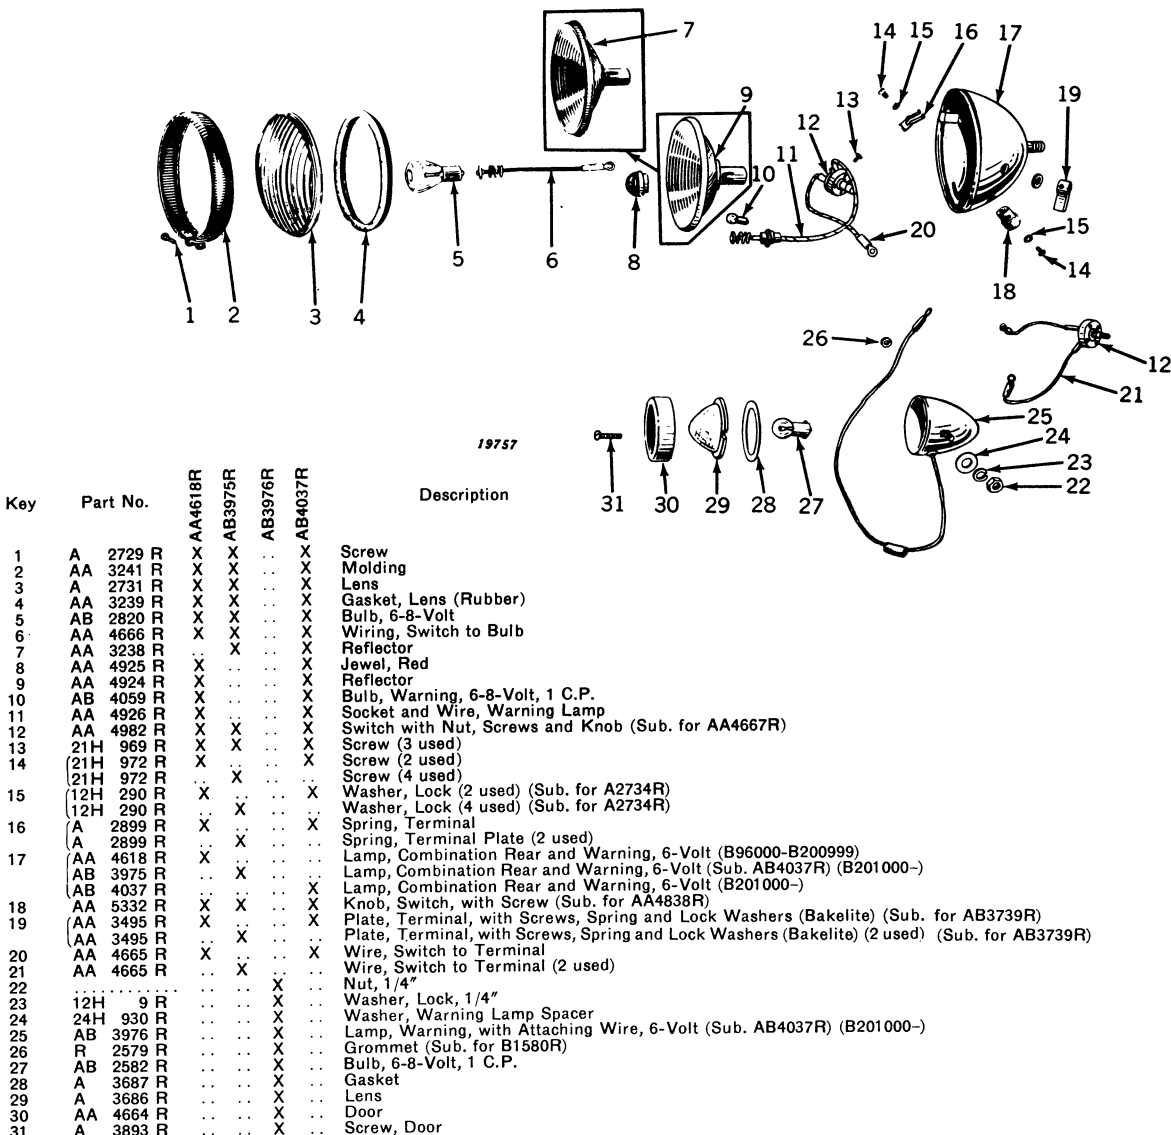 7
14 15 16 17
9
13
19
12
11
10
5
6
8
20
15
18
14
1 2 3 4
26
12
21
25
24
23
22
31 30 29 28 27
19757
Key Part No. AA4618R AB3975R AB3976R AB4037R Description
1 A 2729 R X X .. X Screw
2 AA 3241 R X X .. X Molding
3 A 2731 R X X .. X Lens
4 AA 3239 R X X .. X Gasket, Lens (Rubber)
5 AB 2820 R X X .. X Bulb, 6-8-Volt
6 AA 4666 R X X .. X Wiring, Switch to Bulb
7 AA 3238 R .. X .. X Reflector
8 AA 4925 R X .. .. X Jewel, Red
9 AA 4924 R X .. .. X Reflector
10 AB 4059 R X .. .. X Bulb, Warning, 6-8-Volt, 1 C.P.
11 AA 4926 R X .. .. X Socket and Wire, Warning Lamp
12 AA 4982 R X X .. X Switch with Nut, Screws and Knob (Sub. for AA4667R)
13 21H 969 R X X .. X Screw (3 used)
14 21H 972 R X .. .. X Screw (2 used)
21H 972 R .. X .. .. Screw (4 used)
15 12H 290 R X .. .. X Washer, Lock (2 used) (Sub. for A2734R)
12H 290 R .. X .. .. Washer, Lock (4 used) (Sub. for A2734R)
16 A 2899 R X .. .. X Spring, Terminal
A 2899 R .. X .. .. Spring, Terminal Plate (2 used)
17 AA 4618 R X .. .. .. Lamp, Combination Rear and Warning, 6-Volt (B96000-B200999)
AB 3975 R .. X .. .. Lamp, Combination Rear and Warning, 6-Volt (Sub. AB4037R) (B201000-)
AB 4037 R .. .. .. X Lamp, Combination Rear and Warning, 6-Volt (B201000-)
18 AA 5332 R X X .. X Knob, Switch, with Screw (Sub. for AA4838R)
19 AA 3495 R X .. .. X Plate, Terminal, with Screws, Spring and Lock Washers (Bakelite) (Sub. for AB3739R)
AA 3495 R .. X .. .. Plate, Terminal, with Screws, Spring and Lock Washers (Bakelite) (2 used) (Sub. for AB3739R)
20 AA 4665 R X .. .. X Wire, Switch to Terminal
21 AA 4665 R .. X .. .. Wire, Switch to Terminal (2 used)
22 ............ .. .. X .. Nut, 1/4"
23 12H 9 R .. .. X .. Washer, Lock, 1/4"
24 24H 930 R .. .. X .. Washer, Warning Lamp Spacer
25 AB 3976 R .. .. X .. Lamp, Warning, with Attaching Wire, 6-Volt (Sub. AB4037R) (B201000-)
26 R 2579 R .. .. X .. Grommet (Sub. for B1580R)
27 AB 2582 R .. .. X .. Bulb, 6-8-Volt, 1 C.P.
28 A 3687 R .. .. X .. Gasket
29 A 3686 R .. .. X .. Lens
30 AA 4664 R .. .. X .. Door
31 A 3893 R .. .. X .. Screw, Door